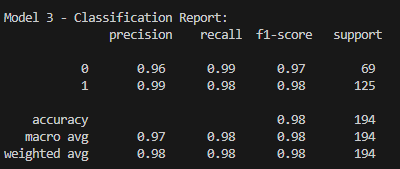 Model 3 - Classification Report:
precision recall f1-score support
0 0.96 0.99 0.97 69
1 0.99 0.98 0.98 125
accuracy 0.98 194
macro avg 0.97 0.98 0.98 194
weighted avg 0.98 0.98 0.98 194